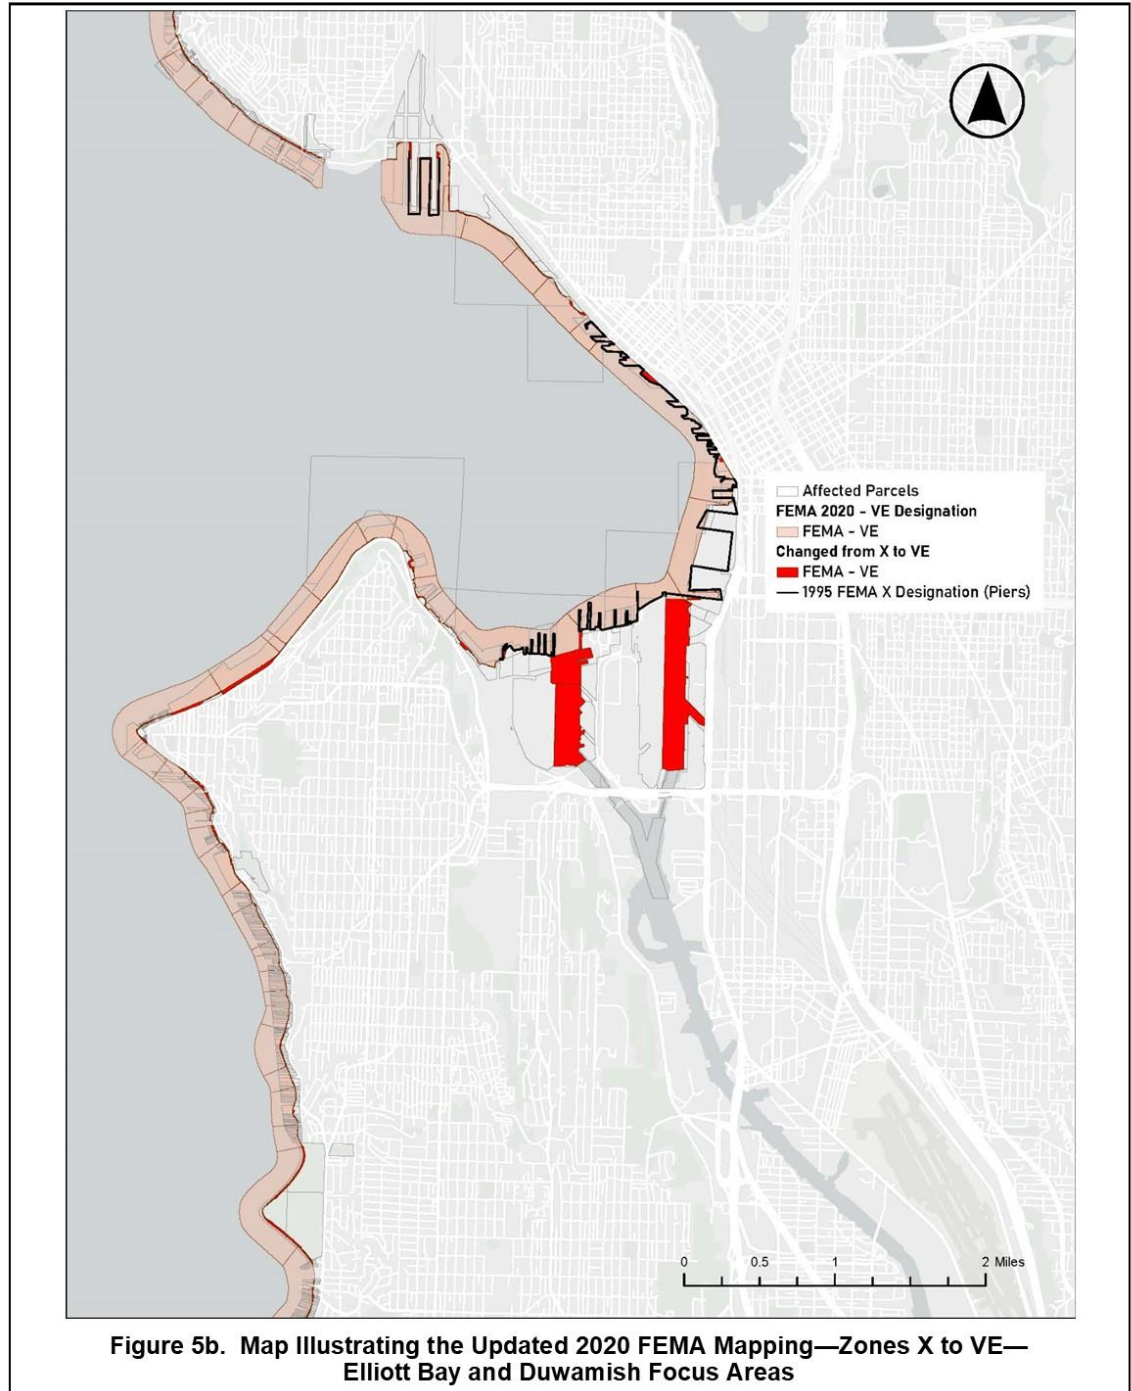 Affected Parcels
FEMA 2020 - VE Designation
FEMA - VE
Changed from X to VE
FEMA - VE
1995 FEMA X Designation (Piers)
0 0.5 1 2 Miles
Figure 5b. Map Illustrating the Updated 2020 FEMA Mapping—Zones X to VE—
Elliott Bay and Duwamish Focus Areas